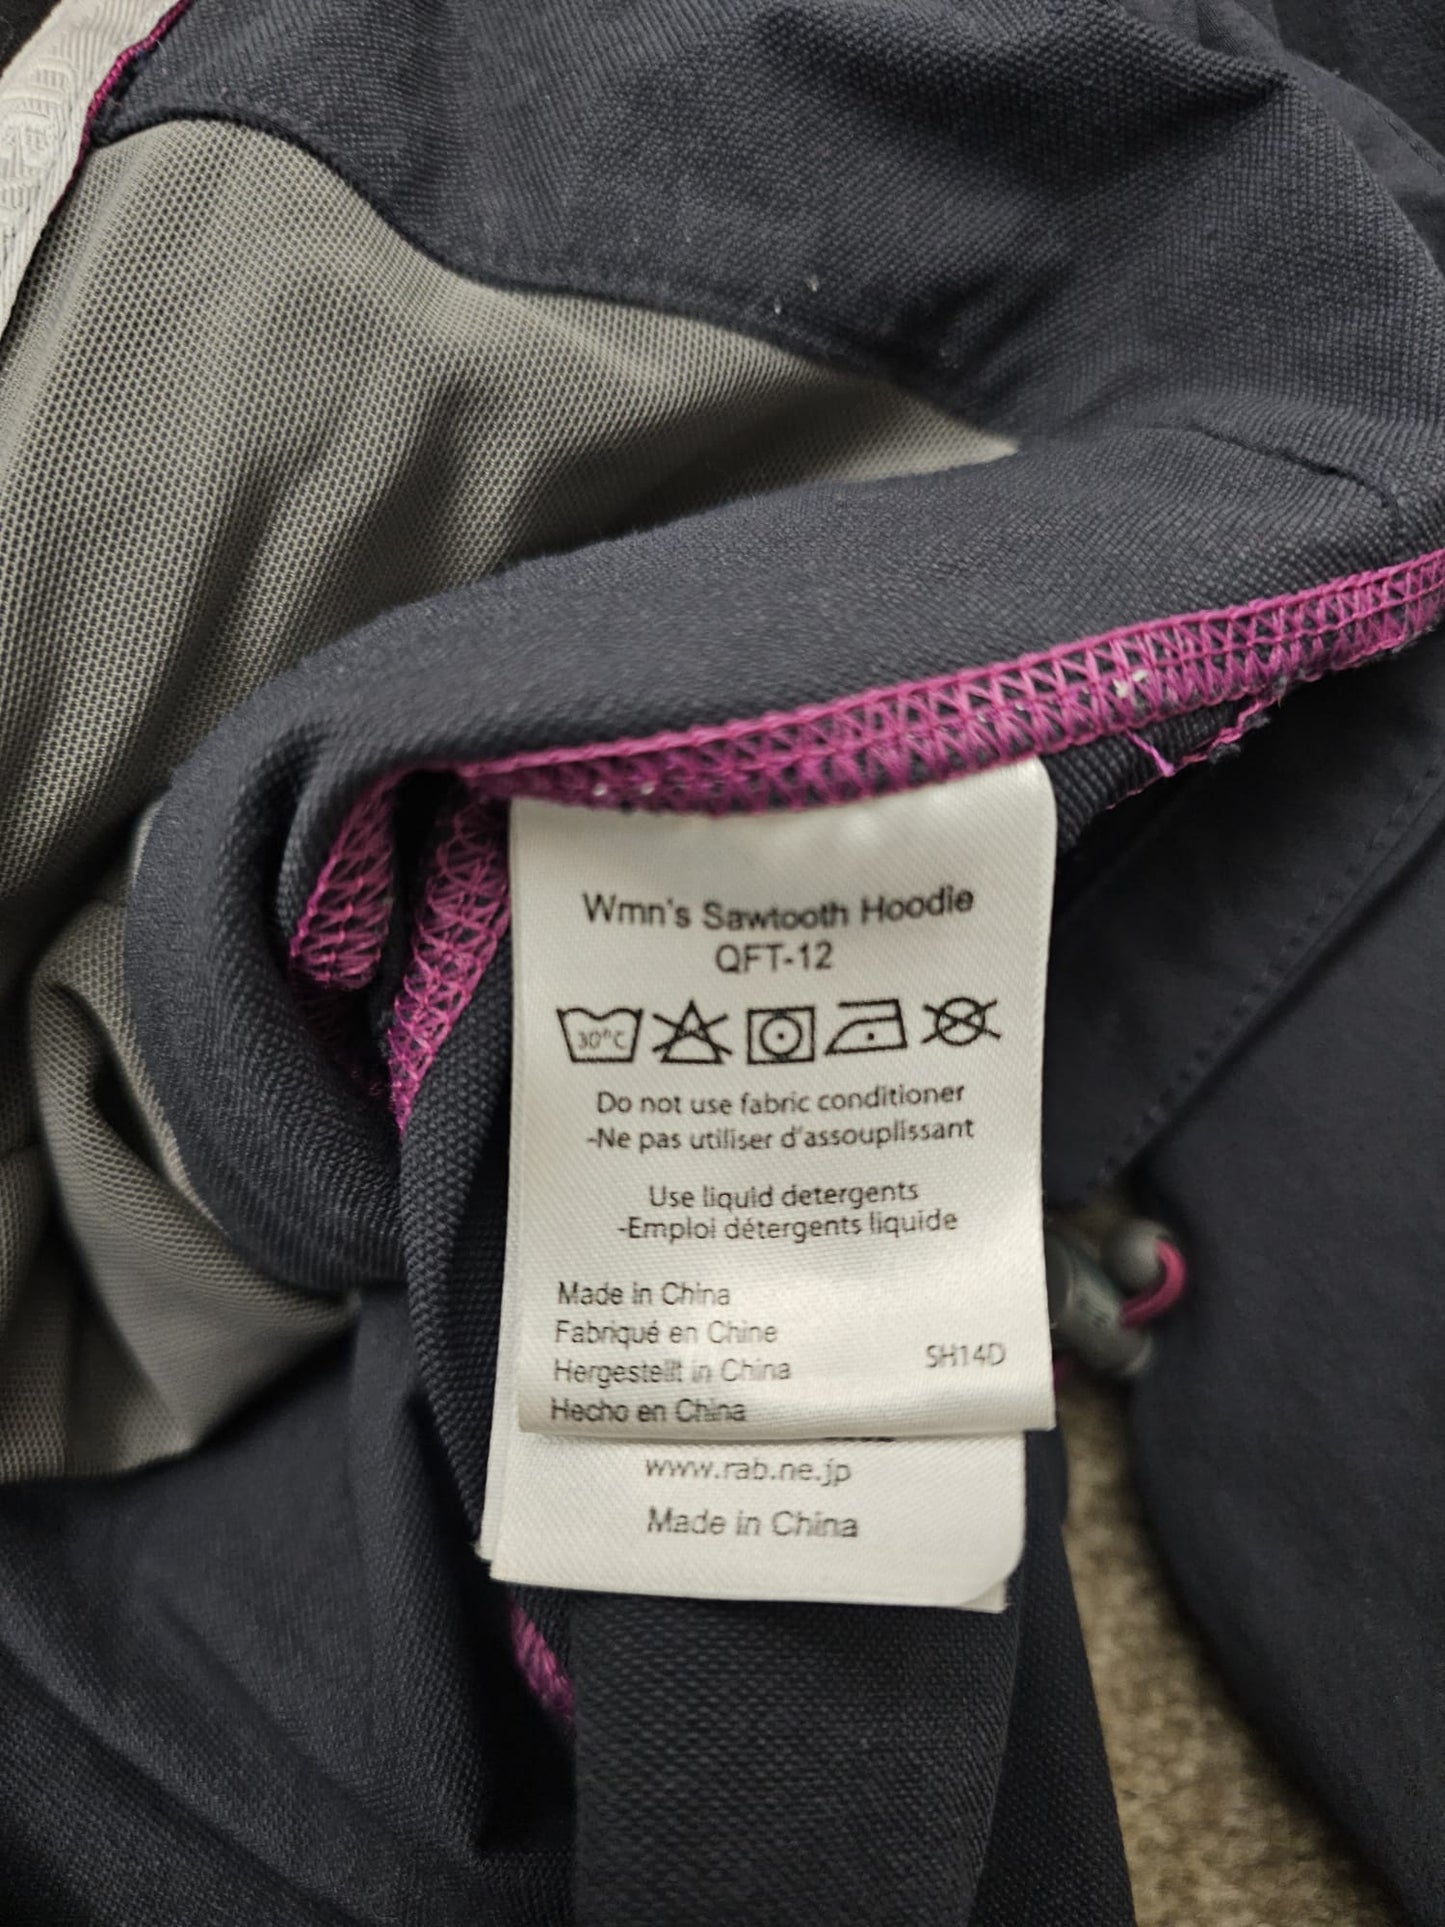 Wmn's Sawtooth Hoodie
QFT-12
30°C
Do not use fabric conditioner
-Ne pas utiliser d'assouplissant
Use liquid detergents
-Emploi détergents liquide
Made in China
Fabriqué en Chine
Hergestellt in China
SH14D
Hecho en China
www.rab.ne.jp
Made in China